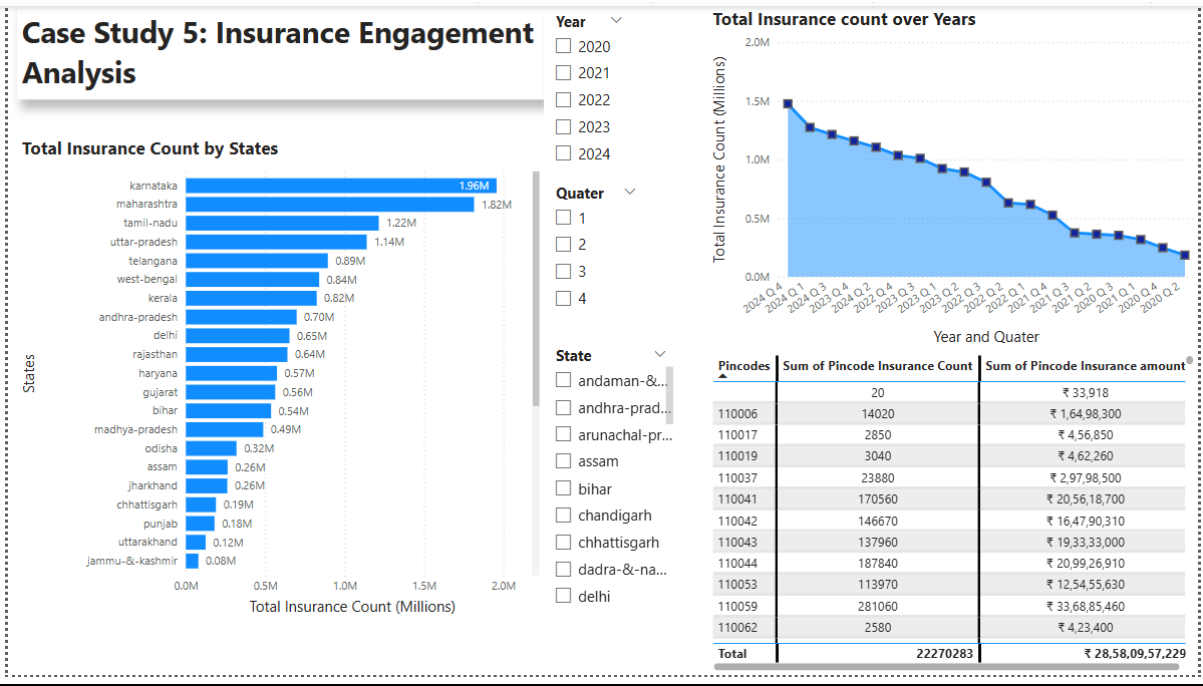 Case Study 5: Insurance Engagement
Analysis
Total Insurance Count by States
States
karnataka 1.96M
maharashtra 1.82M
tamil-nadu 1.22M
uttar-pradesh 1.14M
telangana 0.89M
west-bengal 0.84M
kerala 0.82M
andhra-pradesh 0.70M
delhi 0.65M
rajasthan 0.64M
haryana 0.57M
gujarat 0.56M
bihar 0.54M
madhya-pradesh 0.49M
odisha 0.32M
assam 0.26M
jharkhand 0.26M
chhattisgarh 0.19M
punjab 0.18M
uttarakhand 0.12M
jammu-&-kashmir 0.08M
0.0M 0.5M 1.0M 1.5M 2.0M
Total Insurance Count (Millions)
Year
2020
2021
2022
2023
2024
Quater
1
2
3
4
State
andaman-&...
andhra-prad...
arunachal-pr...
assam
bihar
chandigarh
chhattisgarh
dadra-&-na...
delhi
Total Insurance count over Years
Total Insurance Count (Millions)
2.0M
1.5M
1.0M
0.5M
0.0M
2024 Q 4 2024 Q 1 2024 Q 3 2023 Q 4 2024 Q 2 2022 Q 4 2023 Q 3 2023 Q 1 2023 Q 2 2022 Q 3 2022 Q 2 2022 Q 1 2021 Q 4 2021 Q 3 2021 Q 2 2020 Q 3 2021 Q 1 2020 Q 4 2020 Q 2
Year and Quater
Pincodes Sum of Pincode Insurance Count Sum of Pincode Insurance amount
20 ₹ 33,918
110006 14020 ₹ 1,64,98,300
110017 2850 ₹ 4,56,850
110019 3040 ₹ 4,62,260
110037 23880 ₹ 2,97,98,500
110041 170560 ₹ 20,56,18,700
110042 146670 ₹ 16,47,90,310
110043 137960 ₹ 19,33,33,000
110044 187840 ₹ 20,99,26,910
110053 113970 ₹ 12,54,55,630
110059 281060 ₹ 33,68,85,460
110062 2580 ₹ 4,23,400
Total 22270283 ₹ 28,58,09,57,229